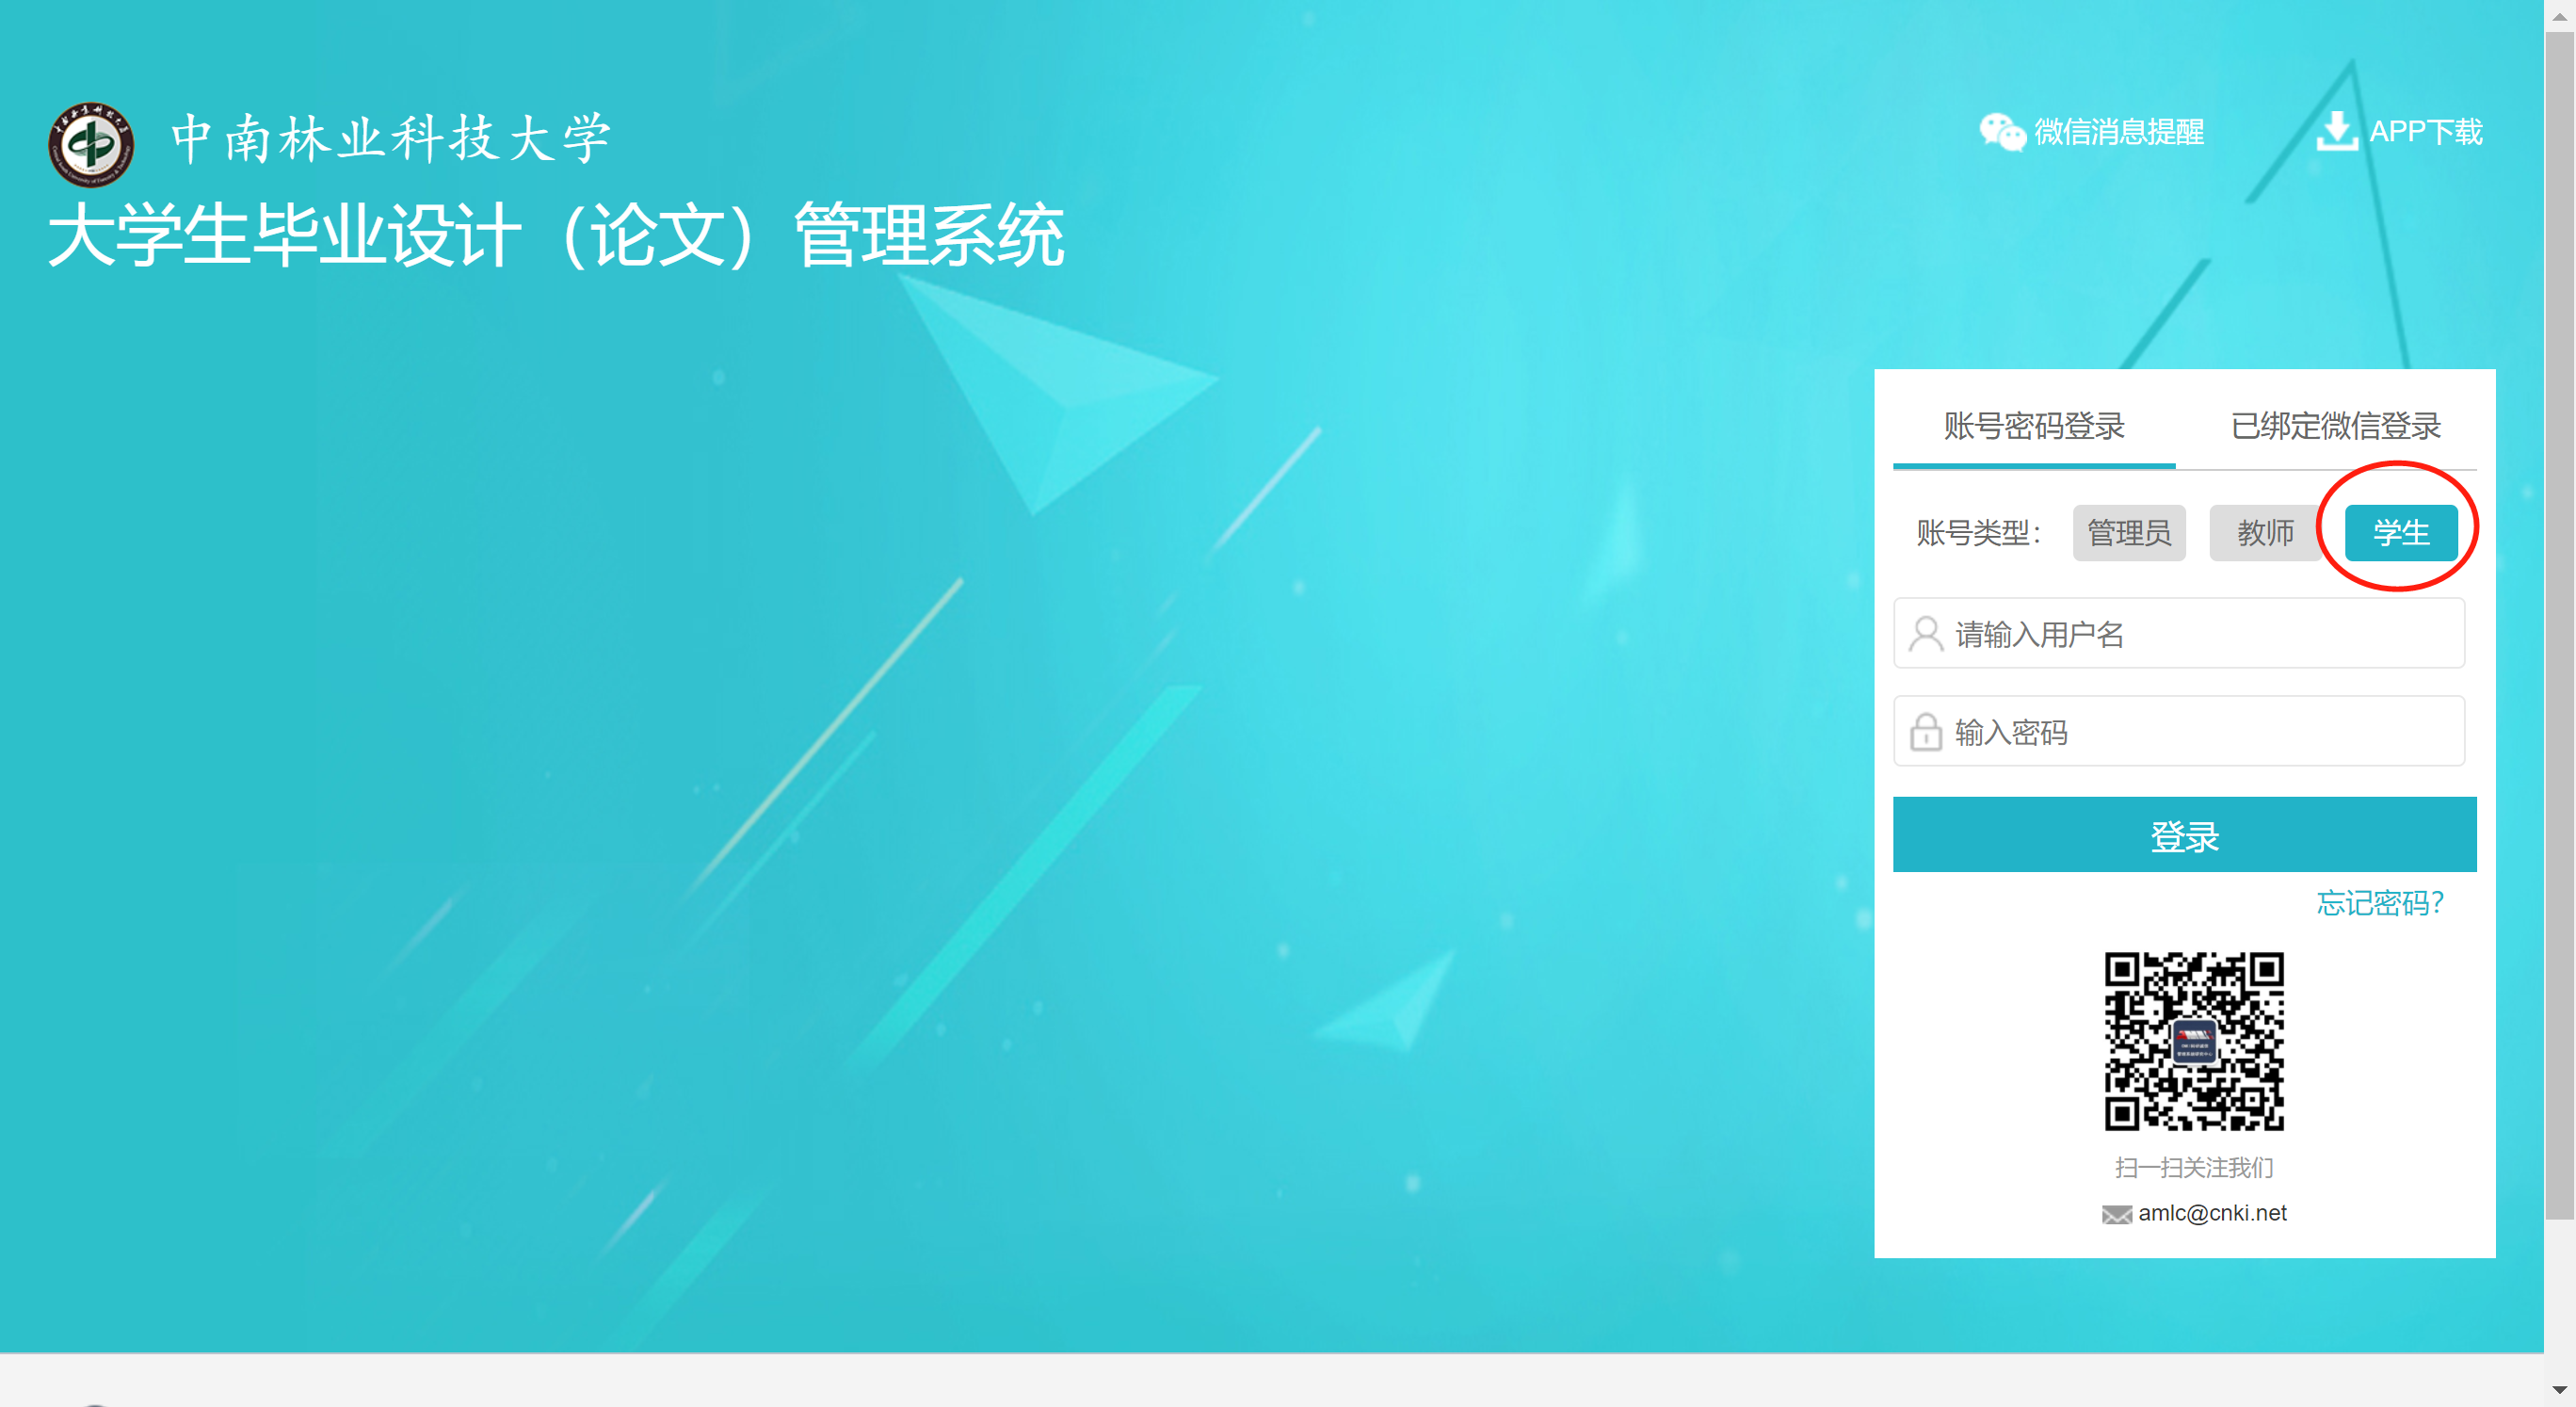 中南林业科技大学
微信消息提醒
APP下载
大学生毕业设计（论文）管理系统
账号密码登录
已绑定微信登录
账号类型：
管理员
教师
学生
请输入用户名
输入密码
登录
忘记密码？
扫一扫关注我们
amlc@cnki.net